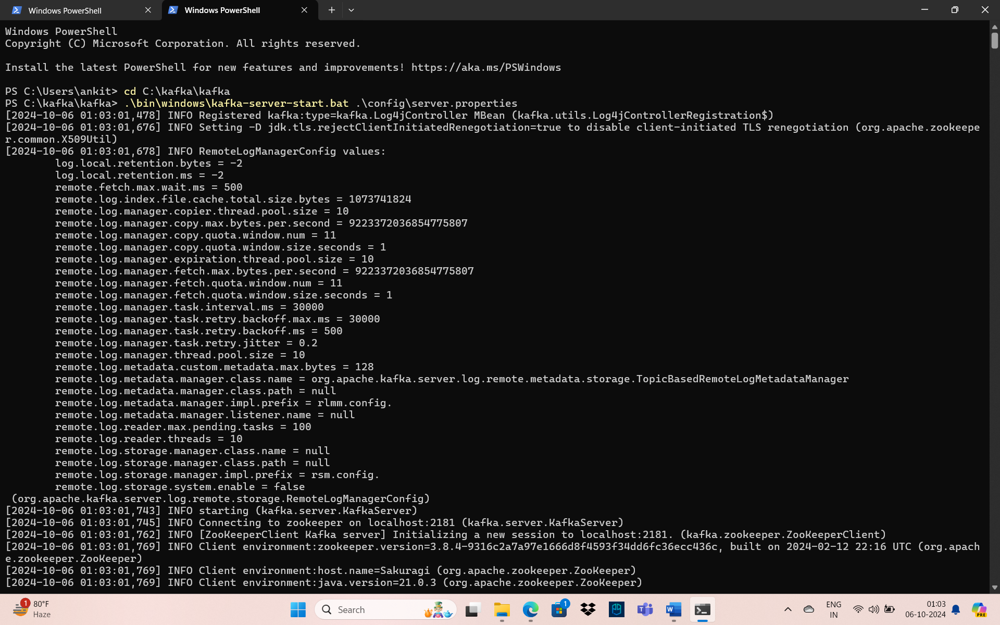 Windows PowerShell
Windows PowerShell
Windows PowerShell
Copyright (C) Microsoft Corporation. All rights reserved.
Install the latest PowerShell for new features and improvements! https://aka.ms/PSWindows
PS C:\Users\ankit> cd C:\kafka\kafka
PS C:\kafka\kafka> .\bin\windows\kafka-server-start.bat .\config\server.properties
[2024-10-06 01:03:01,478] INFO Registered kafka:type=kafka.Log4jController MBean (kafka.utils.Log4jControllerRegistration$)
[2024-10-06 01:03:01,676] INFO Setting -D jdk.tls.rejectClientInitiatedRenegotiation=true to disable client-initiated TLS renegotiation (org.apache.zookeepe
r.common.X509Util)
[2024-10-06 01:03:01,678] INFO RemoteLogManagerConfig values:
log.local.retention.bytes = -2
log.local.retention.ms = -2
remote.fetch.max.wait.ms = 500
remote.log.index.file.cache.total.size.bytes = 1073741824
remote.log.manager.copier.thread.pool.size = 10
remote.log.manager.copy.max.bytes.per.second = 9223372036854775807
remote.log.manager.copy.quota.window.num = 11
remote.log.manager.copy.quota.window.size.seconds = 1
remote.log.manager.expiration.thread.pool.size = 10
remote.log.manager.fetch.max.bytes.per.second = 9223372036854775807
remote.log.manager.fetch.quota.window.num = 11
remote.log.manager.fetch.quota.window.size.seconds = 1
remote.log.manager.task.interval.ms = 30000
remote.log.manager.task.retry.backoff.max.ms = 30000
remote.log.manager.task.retry.backoff.ms = 500
remote.log.manager.task.retry.jitter = 0.2
remote.log.manager.thread.pool.size = 10
remote.log.metadata.custom.metadata.max.bytes = 128
remote.log.metadata.manager.class.name = org.apache.kafka.server.log.remote.metadata.storage.TopicBasedRemoteLogMetadataManager
remote.log.metadata.manager.class.path = null
remote.log.metadata.manager.impl.prefix = rlmm.config.
remote.log.metadata.manager.listener.name = null
remote.log.reader.max.pending.tasks = 100
remote.log.reader.threads = 10
remote.log.storage.manager.class.name = null
remote.log.storage.manager.class.path = null
remote.log.storage.manager.impl.prefix = rsm.config.
remote.log.storage.system.enable = false
(org.apache.kafka.server.log.remote.storage.RemoteLogManagerConfig)
[2024-10-06 01:03:01,743] INFO starting (kafka.server.KafkaServer)
[2024-10-06 01:03:01,745] INFO Connecting to zookeeper on localhost:2181 (kafka.server.KafkaServer)
[2024-10-06 01:03:01,762] INFO [ZooKeeperClient Kafka server] Initializing a new session to localhost:2181. (kafka.zookeeper.ZooKeeperClient)
[2024-10-06 01:03:01,769] INFO Client environment:zookeeper.version=3.8.4-9316c2a7a97e1666d8f4593f34dd6fc36ecc436c, built on 2024-02-12 22:16 UTC (org.apach
e.zookeeper.ZooKeeper)
[2024-10-06 01:03:01,769] INFO Client environment:host.name=Sakuragi (org.apache.zookeeper.ZooKeeper)
[2024-10-06 01:03:01,769] INFO Client environment:java.version=21.0.3 (org.apache.zookeeper.ZooKeeper)
1
80°F
Haze
Search
1
ENG
IN
01:03
06-10-2024
PRE